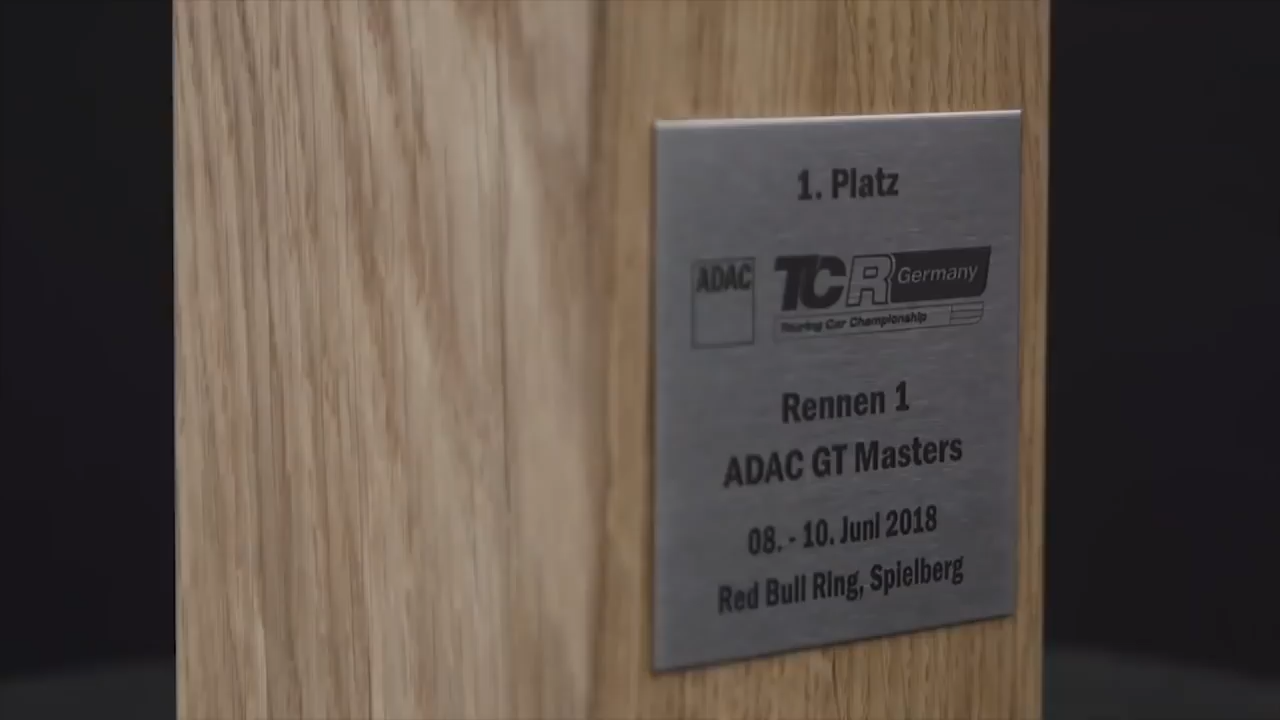 1. Platz
ADAC
TCR Germany
Touring Car Championship
Rennen 1
ADAC GT Masters
08. - 10. Juni 2018
Red Bull Ring, Spielberg